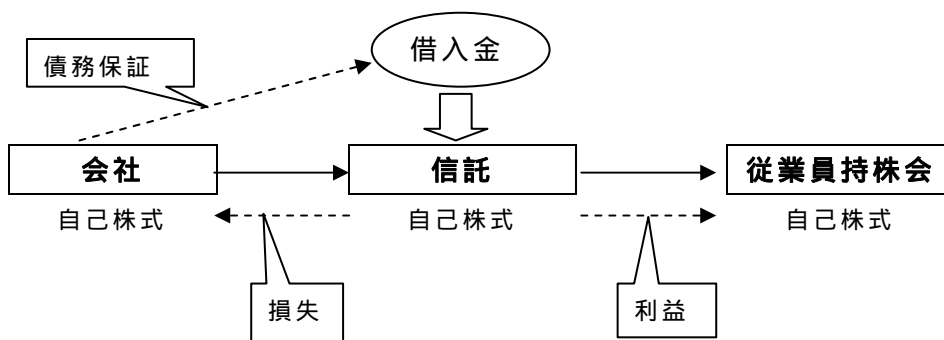 借入金
債務保証
会社
信託
従業員持株会
自己株式
自己株式
自己株式
損失
利益